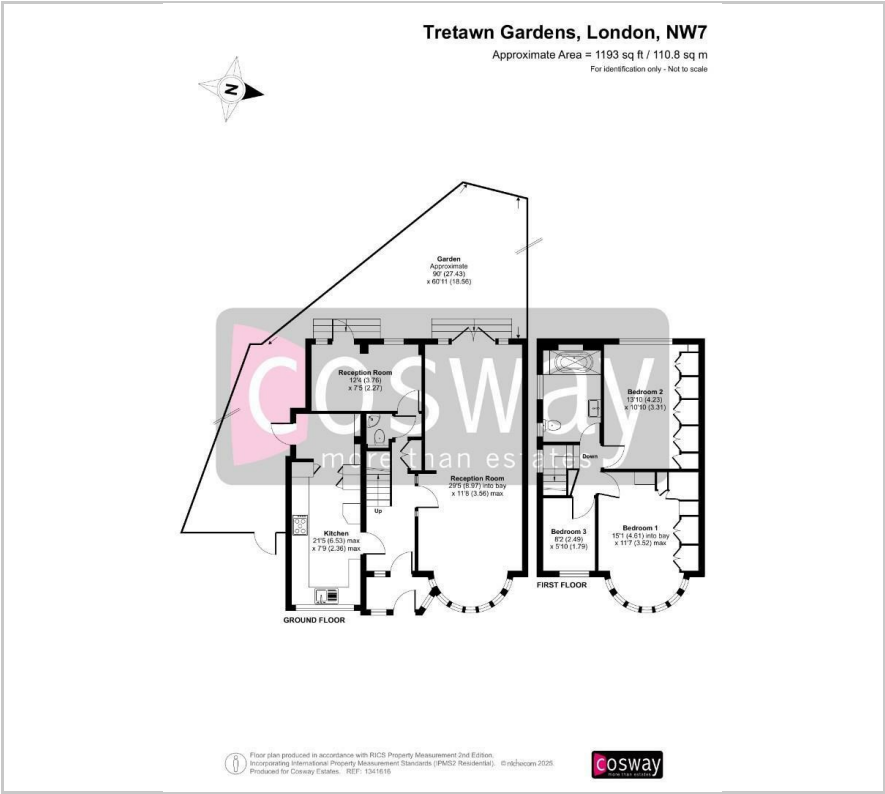 Tretawn Gardens, London, NW7
Approximate Area = 1193 sq ft / 110.8 sq m
For identification only - Not to scale
N
Garden
Approximate
90' (27.43)
x 60'11 (18.56)
cosway
more than estates
Reception Room
12'4 (3.76)
x 7'5 (2.27)
Bedroom 2
13'10 (4.23)
x 10'10 (3.31)
Down
Reception Room
29'5 (8.97) into bay
x 11'8 (3.56) max
Up
Kitchen
21'5 (6.53) max
x 7'9 (2.36) max
Bedroom 3
8'2 (2.49)
x 5'10 (1.79)
Bedroom 1
15'1 (4.61) into bay
x 11'7 (3.52) max
FIRST FLOOR
GROUND FLOOR
Floor plan produced in accordance with RICS Property Measurement 2nd Edition,
Incorporating International Property Measurement Standards (IPMS2 Residential). © nichecom 2025.
Produced for Cosway Estates. REF: 1341616
cosway
more than estates